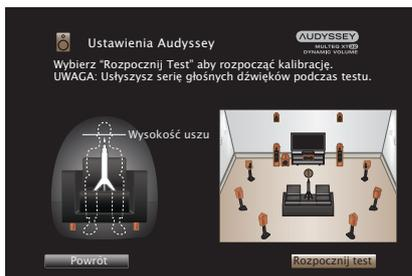 Ustawienia Audyssey
AUDYSSEY
MULTEQ XT32
DYNAMIC VOLUME
Wybierz “Rozpocznij Test” aby rozpocząć kalibrację.
UWAGA: Usłyszysz serię głośnych dźwięków podczas testu.
Wysokość uszu
Powrót
Rozpocznij test